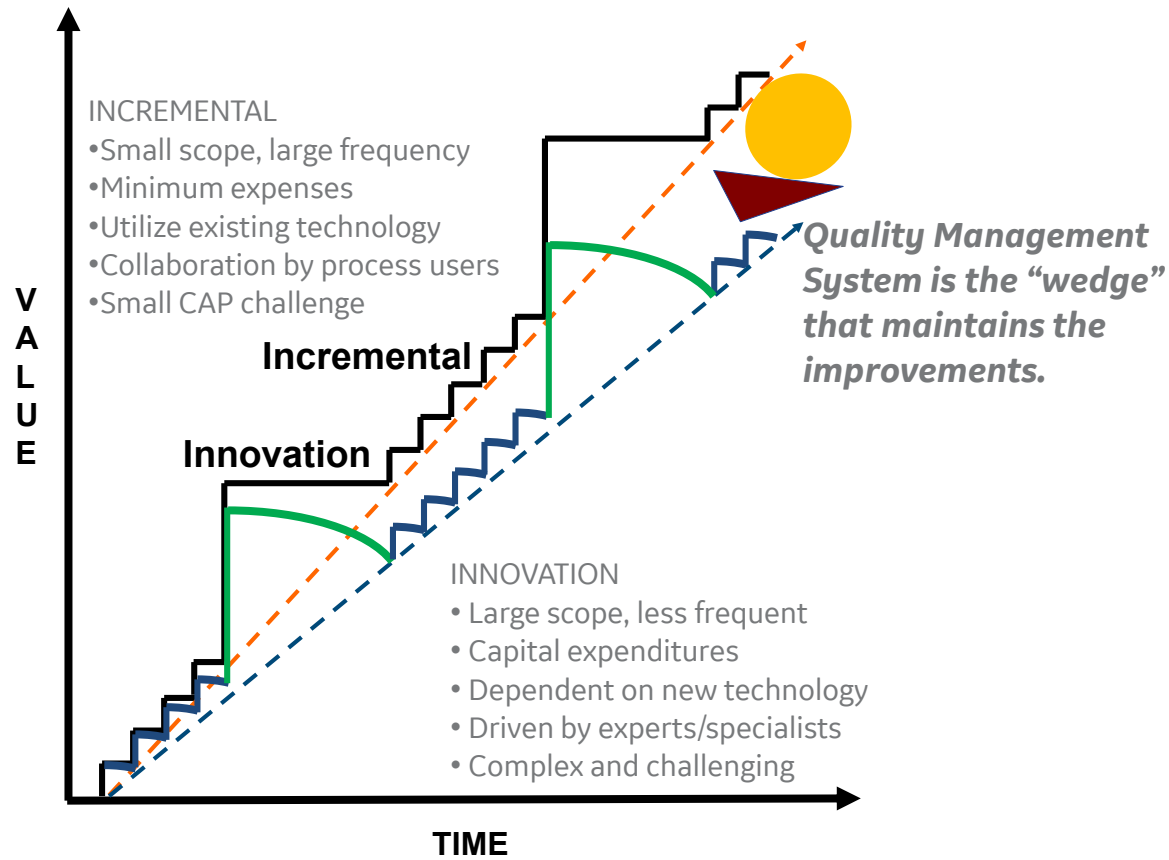 INCREMENTAL
•Small scope, large frequency
•Minimum expenses
•Utilize existing technology
•Collaboration by process users
•Small CAP challenge
V
A
L
U
E
Incremental
Innovation
Quality Management
System is the “wedge”
that maintains the
improvements.
INNOVATION
• Large scope, less frequent
• Capital expenditures
• Dependent on new technology
• Driven by experts/specialists
• Complex and challenging
TIME